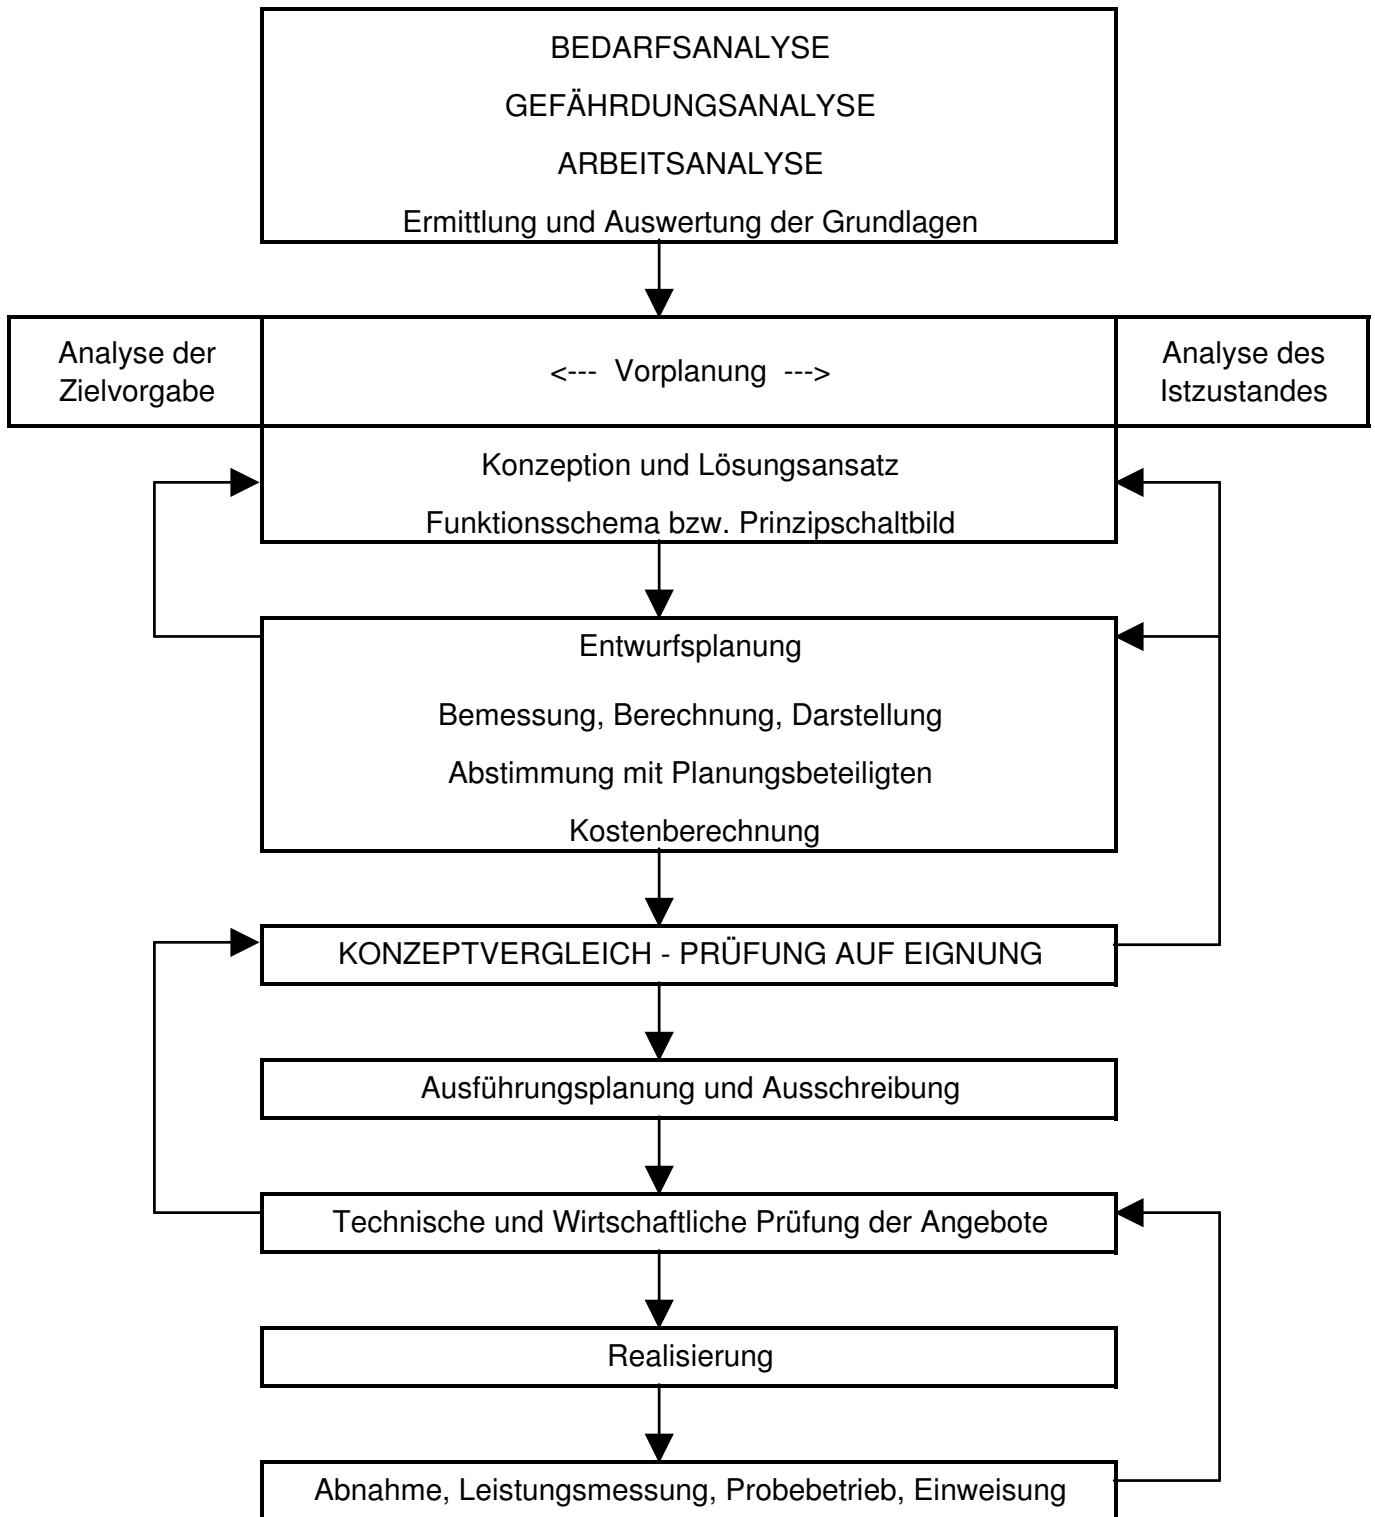 BEDARFSANALYSE
GEFÄHRDUNGSANALYSE
ARBEITSANALYSE
Ermittlung und Auswertung der Grundlagen
Analyse der
Zielvorgabe
<--- Vorplanung --->
Analyse des
Istzustandes
Konzeption und Lösungsansatz
Funktionsschema bzw. Prinzipschaltbild
Entwurfsplanung
Bemessung, Berechnung, Darstellung
Abstimmung mit Planungsbeteiligten
Kostenberechnung
KONZEPTVERGLEICH - PRÜFUNG AUF EIGNUNG
Ausführungsplanung und Ausschreibung
Technische und Wirtschaftliche Prüfung der Angebote
Realisierung
Abnahme, Leistungsmessung, Probebetrieb, Einweisung